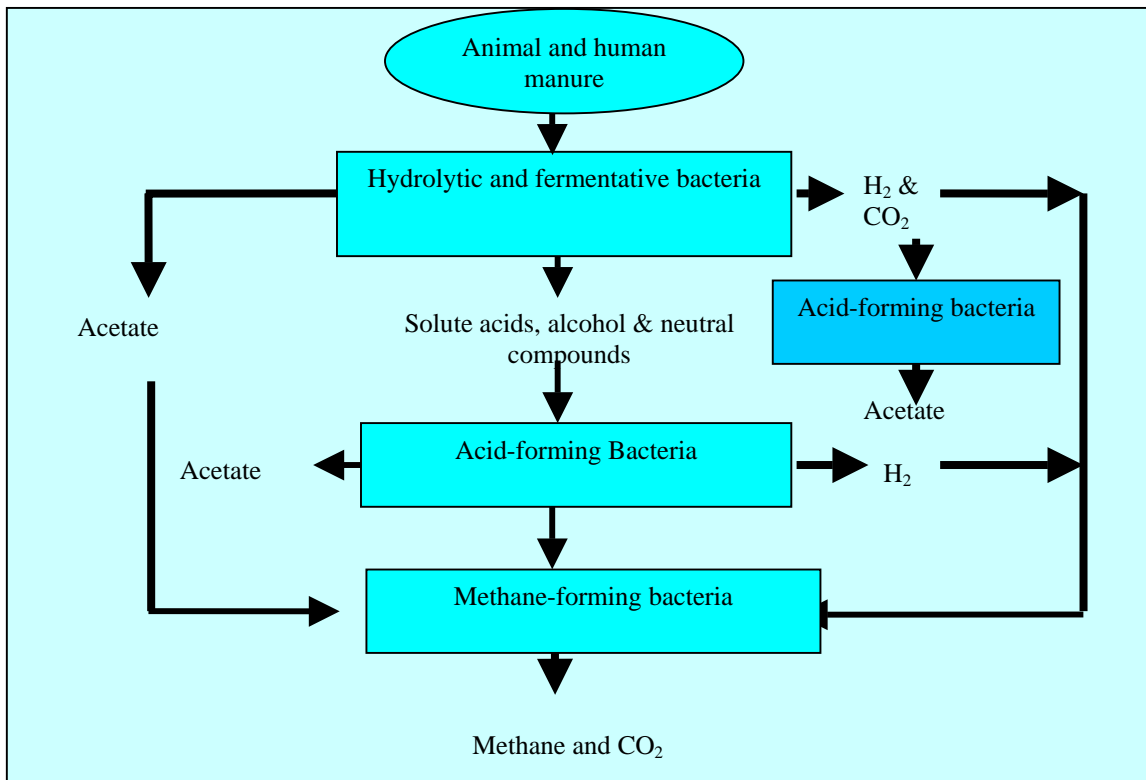 Animal and human
manure
Hydrolytic and fermentative bacteria
H₂ &
CO₂
Acid-forming bacteria
Acetate
Solute acids, alcohol & neutral
compounds
Acetate
Acid-forming Bacteria
Acetate
H₂
Methane-forming bacteria
Methane and CO₂